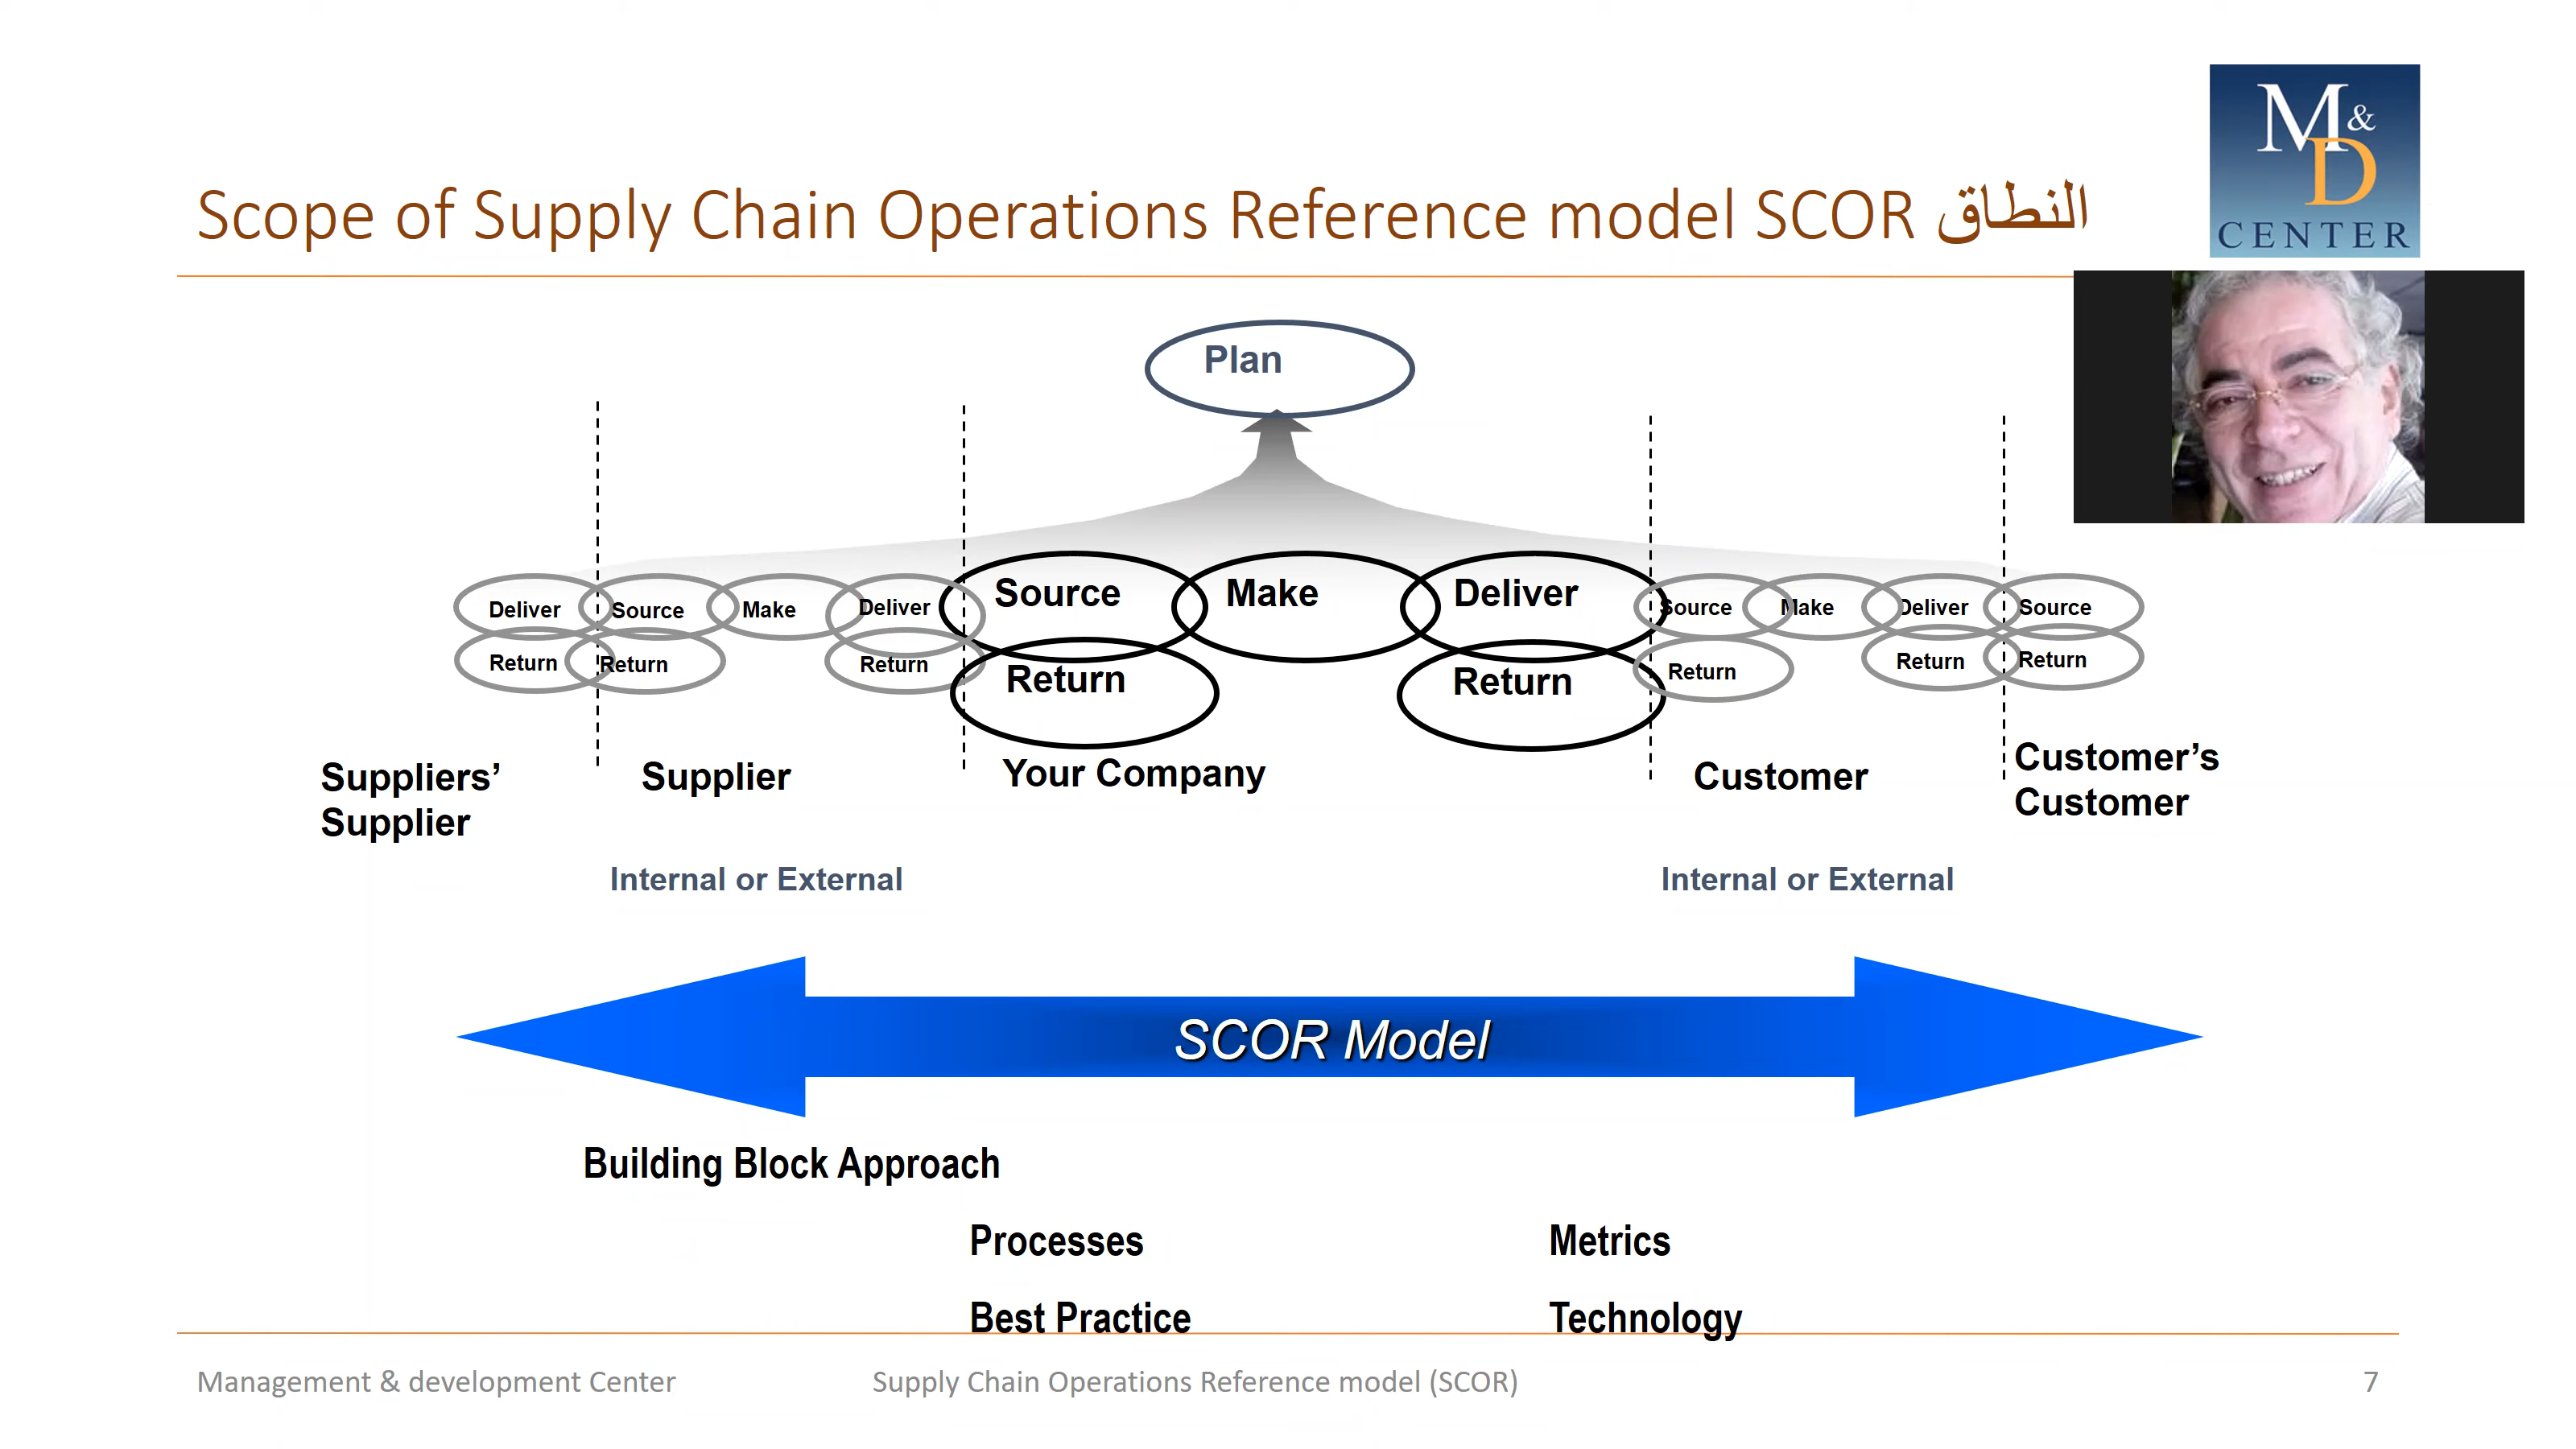 M&
D
CENTER
Scope of Supply Chain Operations Reference model SCOR النطاق
Plan
Deliver Source Make Deliver Source Make Deliver Source Make Deliver Source
Return Return Return Return Return Return Return Return
Suppliers’ Supplier Your Company Customer Customer’s
Supplier Customer
Internal or External Internal or External
SCOR Model
Building Block Approach
Processes Metrics
Best Practice Technology
Management & development Center Supply Chain Operations Reference model (SCOR) 7